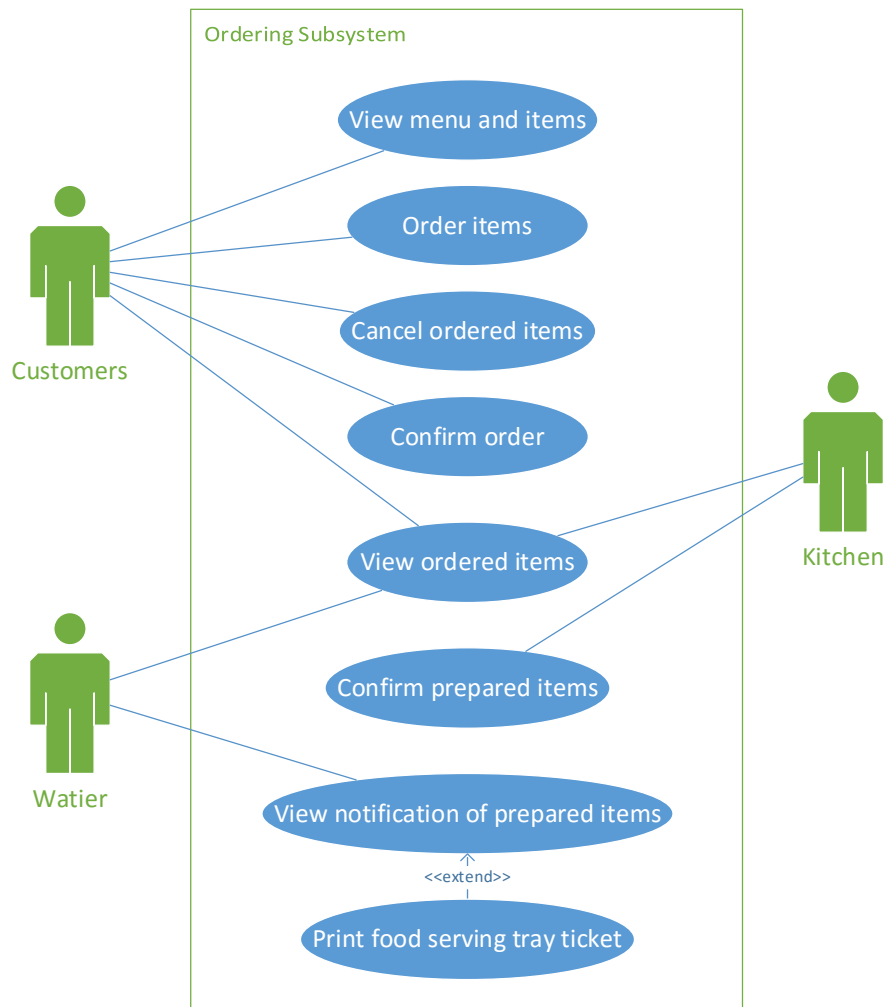 Ordering Subsystem
View menu and items
Order items
Cancel ordered items
Customers
Confirm order
View ordered items
Kitchen
Confirm prepared items
Watier
View notification of prepared items
<<extend>>
Print food serving tray ticket